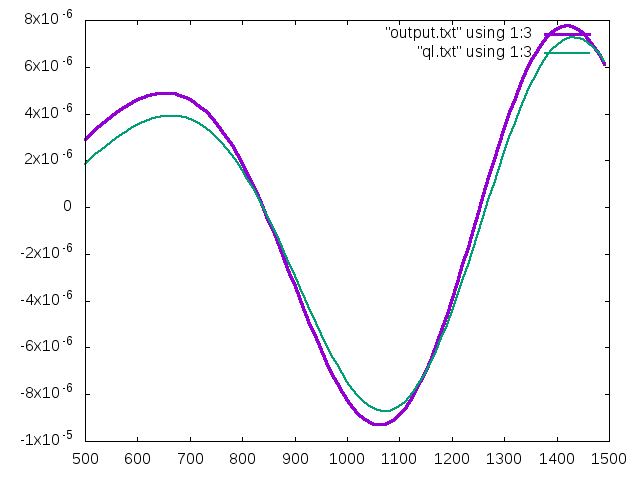 8x10^-6
6x10^-6
4x10^-6
2x10^-6
0
-2x10^-6
-4x10^-6
-6x10^-6
-8x10^-6
-1x10^-5
500 600 700 800 900 1000 1100 1200 1300 1400 1500
"output.txt" using 1:3
"ql.txt" using 1:3